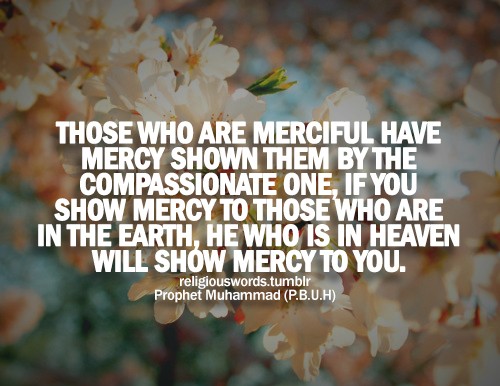 THOSE WHO ARE MERCIFUL HAVE
MERCY SHOWN THEM BY THE
COMPASSIONATE ONE, IF YOU
SHOW MERCY TO THOSE WHO ARE
IN THE EARTH, HE WHO IS IN HEAVEN
WILL SHOW MERCY TO YOU.
religiouswords.tumblr
Prophet Muhammad (P.B.U.H)